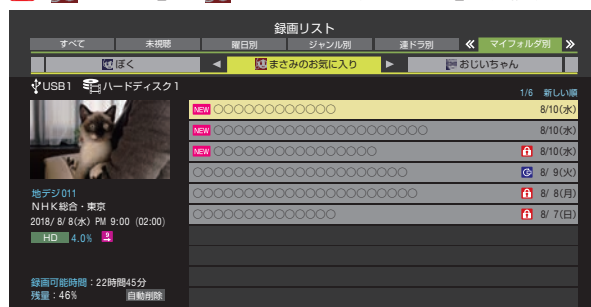 録画リスト
すべて 未視聴 曜日別 ジャンル別 連ドラ別 ≪ マイフォルダ別 ≫
ぼく ◀ まさみのお気に入り ▶ おじいちゃん
USB1 ハードディスク1 1/6 新しい順
NEW ○○○○○○○○○○○○ 8/10(水)
NEW ○○○○○○○○○○○○○○○○○○○○○ 8/10(水)
NEW ○○○○○○○○○○○○○○○○ 8/10(水)
○○○○○○○○○○○○○○○○○○○○○ 8/ 9(火)
○○○○○○○○○○○○○○○○○○○○○○ 8/ 8(月)
○○○○○○○○○○○○○○ 8/ 7(日)
地デジ011
NHK総合・東京
2018/ 8/ 8(水) PM 9:00 (02:00)
HD 4.0%
録画可能時間：22時間45分
残量：46% 自動削除